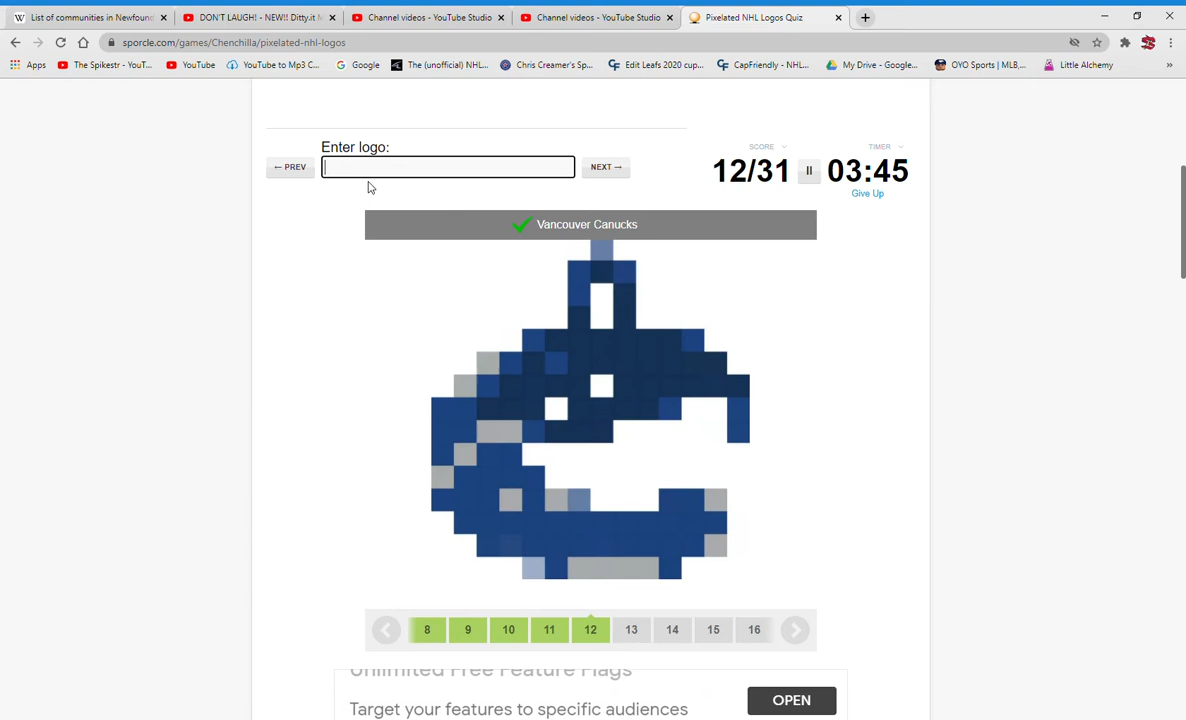 List of communities in Newfound
DON'T LAUGH! - NEW!! Ditty.it M
Channel videos - YouTube Studio
Channel videos - YouTube Studio
Pixelated NHL Logos Quiz
sporcle.com/games/Chenchilla/pixelated-nhl-logos
Apps
The Spikestr - YouT...
YouTube
YouTube to Mp3 C...
Google
The (unofficial) NHL...
Chris Creamer's Sp...
Edit Leafs 2020 cup...
CapFriendly - NHL...
My Drive - Google...
OYO Sports | MLB,...
Little Alchemy
»
Enter logo:
← PREV
NEXT →
SCORE
12/31
TIMER
03:45
Give Up
Vancouver Canucks
8 9 10 11 12 13 14 15 16
Unlimited Free Feature Flags
Target your features to specific audiences
OPEN